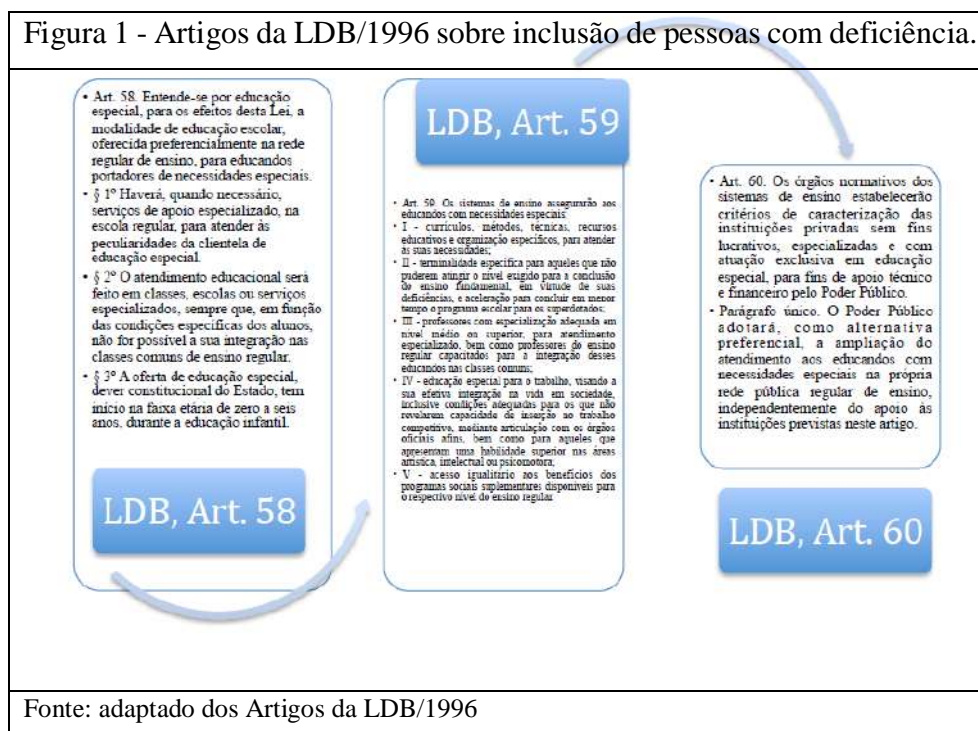 Figura 1 - Artigos da LDB/1996 sobre inclusão de pessoas com deficiência.
• Art. 58. Entende-se por educação
especial, para os efeitos desta Lei, a
modalidade de educação escolar,
oferecida preferencialmente na rede
regular de ensino, para educandos
portadores de necessidades especiais.
• § 1º Haverá, quando necessário,
serviços de apoio especializado, na
escola regular, para atender às
peculiaridades da clientela de
educação especial.
• § 2º O atendimento educacional será
feito em classes, escolas ou serviços
especializados, sempre que, em função
das condições específicas dos alunos,
não for possível a sua integração nas
classes comuns de ensino regular.
• § 3º A oferta de educação especial,
dever constitucional do Estado, tem
início na faixa etária de zero a seis
anos, durante a educação infantil.
LDB, Art. 58
LDB, Art. 59
• Art. 59. Os sistemas de ensino assegurarão aos
educandos com necessidades especiais:
• I - currículos, métodos, técnicas, recursos
educativos e organização específicos, para atender
às suas necessidades;
• II - terminalidade específica para aqueles que não
puderem atingir o nível exigido para a conclusão
do ensino fundamental, em virtude de suas
deficiências, e aceleração para concluir em menor
tempo o programa escolar para os superdotados;
• III - professores com especialização adequada em
nível médio ou superior, para atendimento
especializado, bem como professores do ensino
regular capacitados para a integração desses
educandos nas classes comuns;
• IV - educação especial para o trabalho, visando a
sua efetiva integração na vida em sociedade,
inclusive condições adequadas para os que não
revelarem capacidade de inserção no trabalho
competitivo, mediante articulação com os órgãos
oficiais afins, bem como para aqueles que
apresentam uma habilidade superior nas áreas
artística, intelectual ou psicomotora;
• V - acesso igualitário aos benefícios dos
programas sociais suplementares disponíveis para
o respectivo nível do ensino regular.
• Art. 60. Os órgãos normativos dos
sistemas de ensino estabelecerão
critérios de caracterização das
instituições privadas sem fins
lucrativos, especializadas e com
atuação exclusiva em educação
especial, para fins de apoio técnico
e financeiro pelo Poder Público.
• Parágrafo único. O Poder Público
adotará, como alternativa
preferencial, a ampliação do
atendimento aos educandos com
necessidades especiais na própria
rede pública regular de ensino,
independentemente do apoio às
instituições previstas neste artigo.
LDB, Art. 60
Fonte: adaptado dos Artigos da LDB/1996